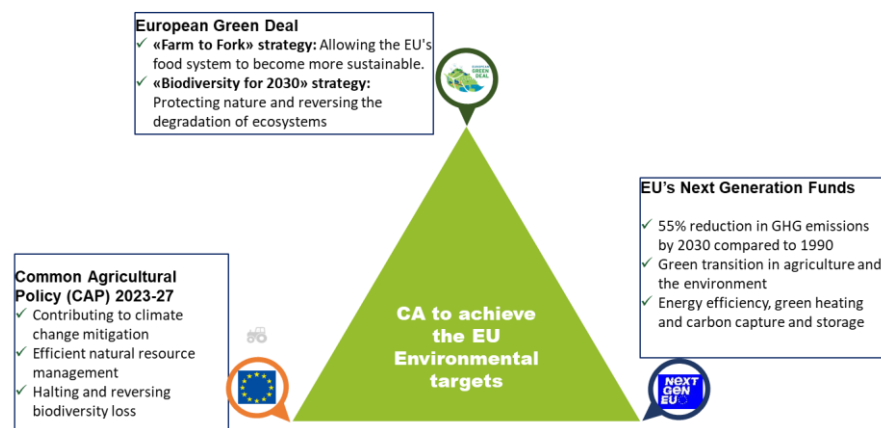 European Green Deal
✓ «Farm to Fork» strategy: Allowing the EU's
food system to become more sustainable.
✓ «Biodiversity for 2030» strategy:
Protecting nature and reversing the
degradation of ecosystems
EUROPEAN
GREEN DEAL
EU's Next Generation Funds
✓ 55% reduction in GHG emissions
by 2030 compared to 1990
✓ Green transition in agriculture and
the environment
✓ Energy efficiency, green heating
and carbon capture and storage
Common Agricultural
Policy (CAP) 2023-27
✓ Contributing to climate
change mitigation
✓ Efficient natural resource
management
✓ Halting and reversing
biodiversity loss
CA to achieve
the EU
Environmental
targets
NEXT
GEN
EU